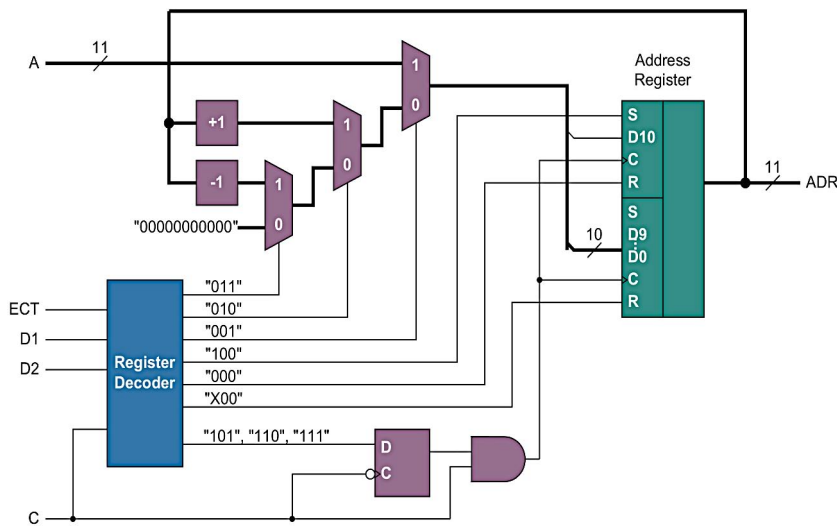 11
A
1
0
Address
Register
+1
1
0
S
D10
C
R
-1
1
0
"00000000000"
11
ADR
S
10
D9
:
D0
C
R
"011"
"010"
"001"
"100"
"000"
"X00"
"101", "110", "111"
ECT
D1
D2
Register
Decoder
D
C
C